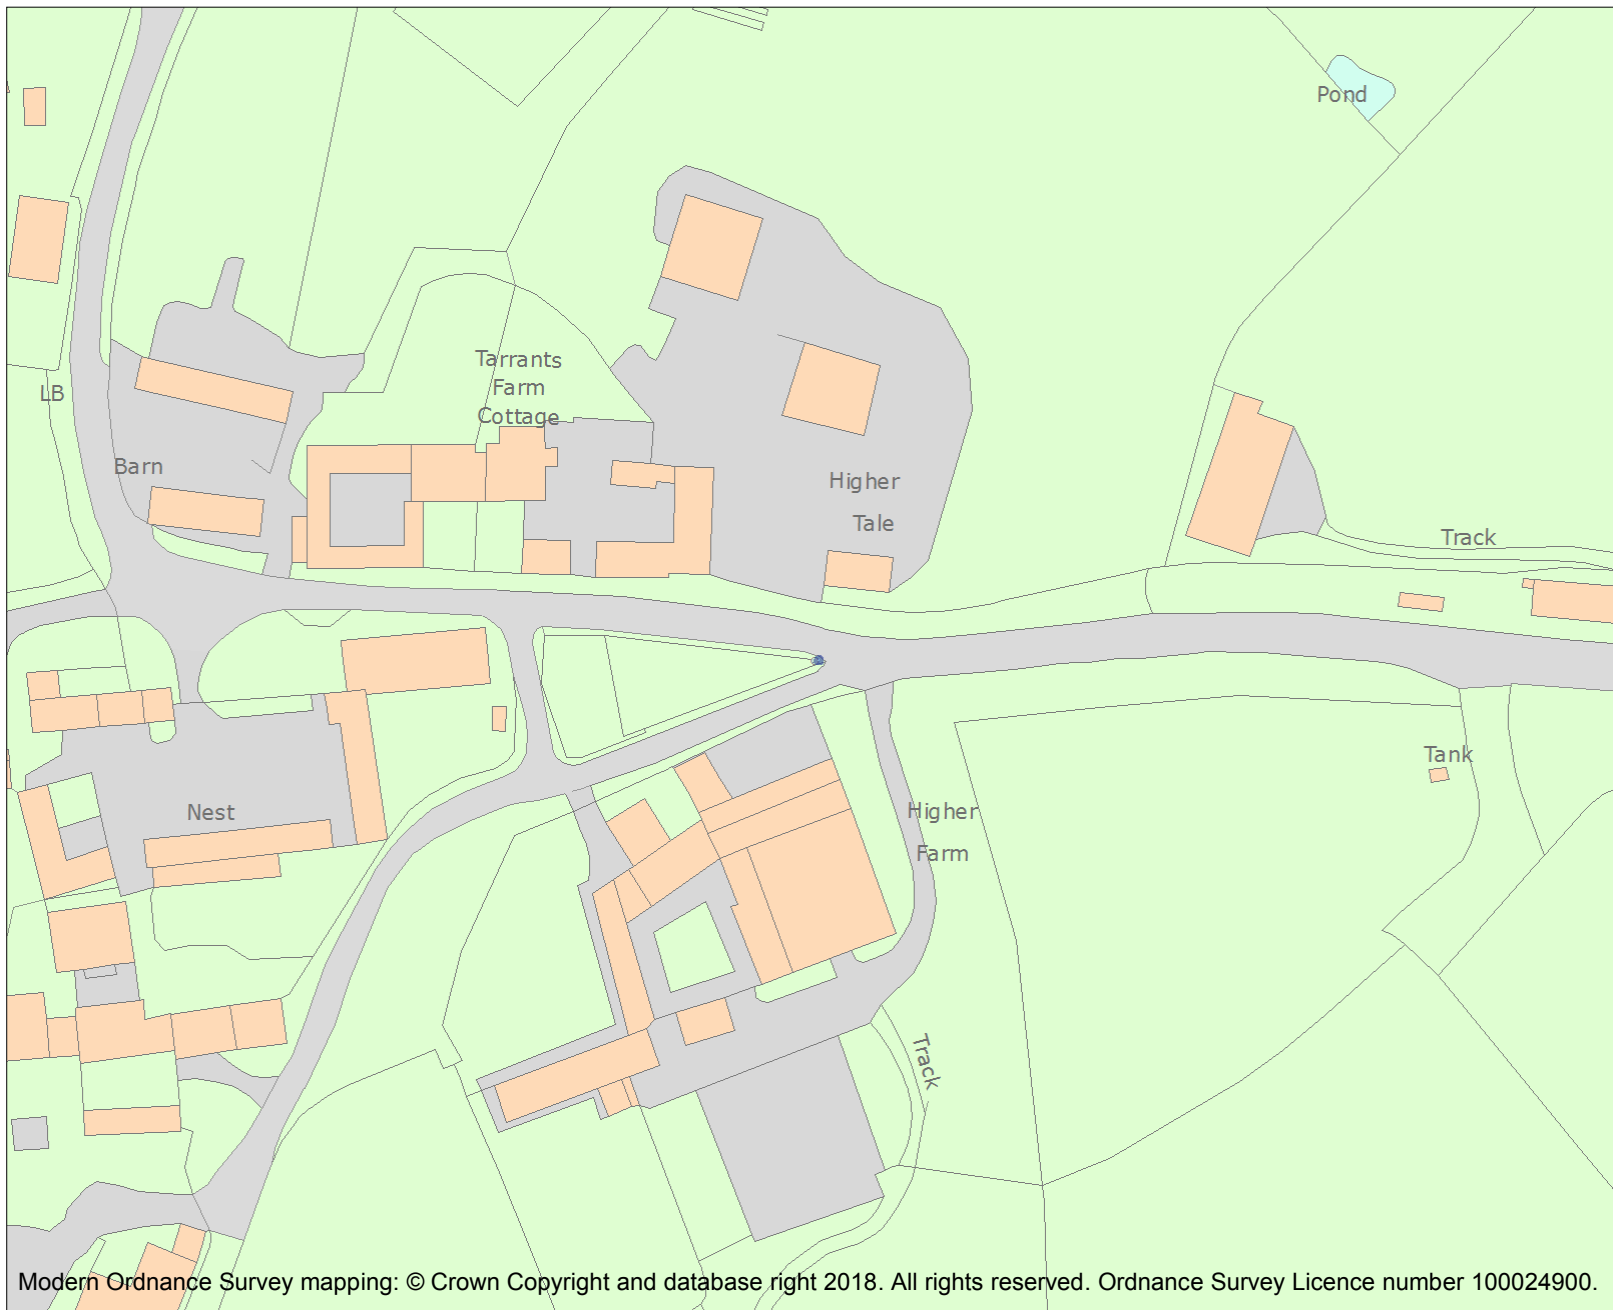 Pond
Tarrants
Farm
Cottage
LB
Barn
Higher
Tale
Track
Tank
Nest
Higher
Farm
Track
Modern Ordnance Survey mapping: © Crown Copyright and database right 2018. All rights reserved. Ordnance Survey Licence number 100024900.